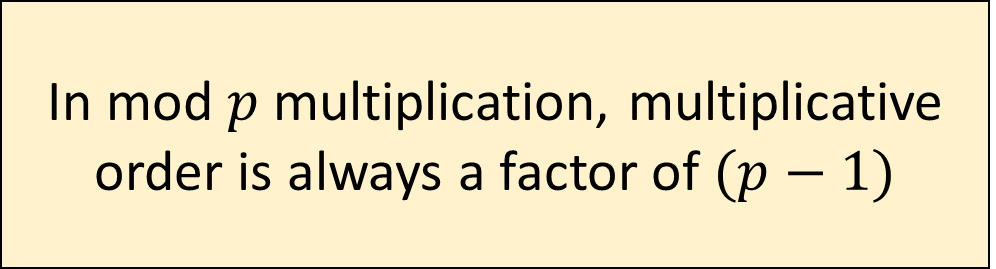 In mod 𝑝 multiplication, multiplicative
order is always a factor of (𝑝 − 1)